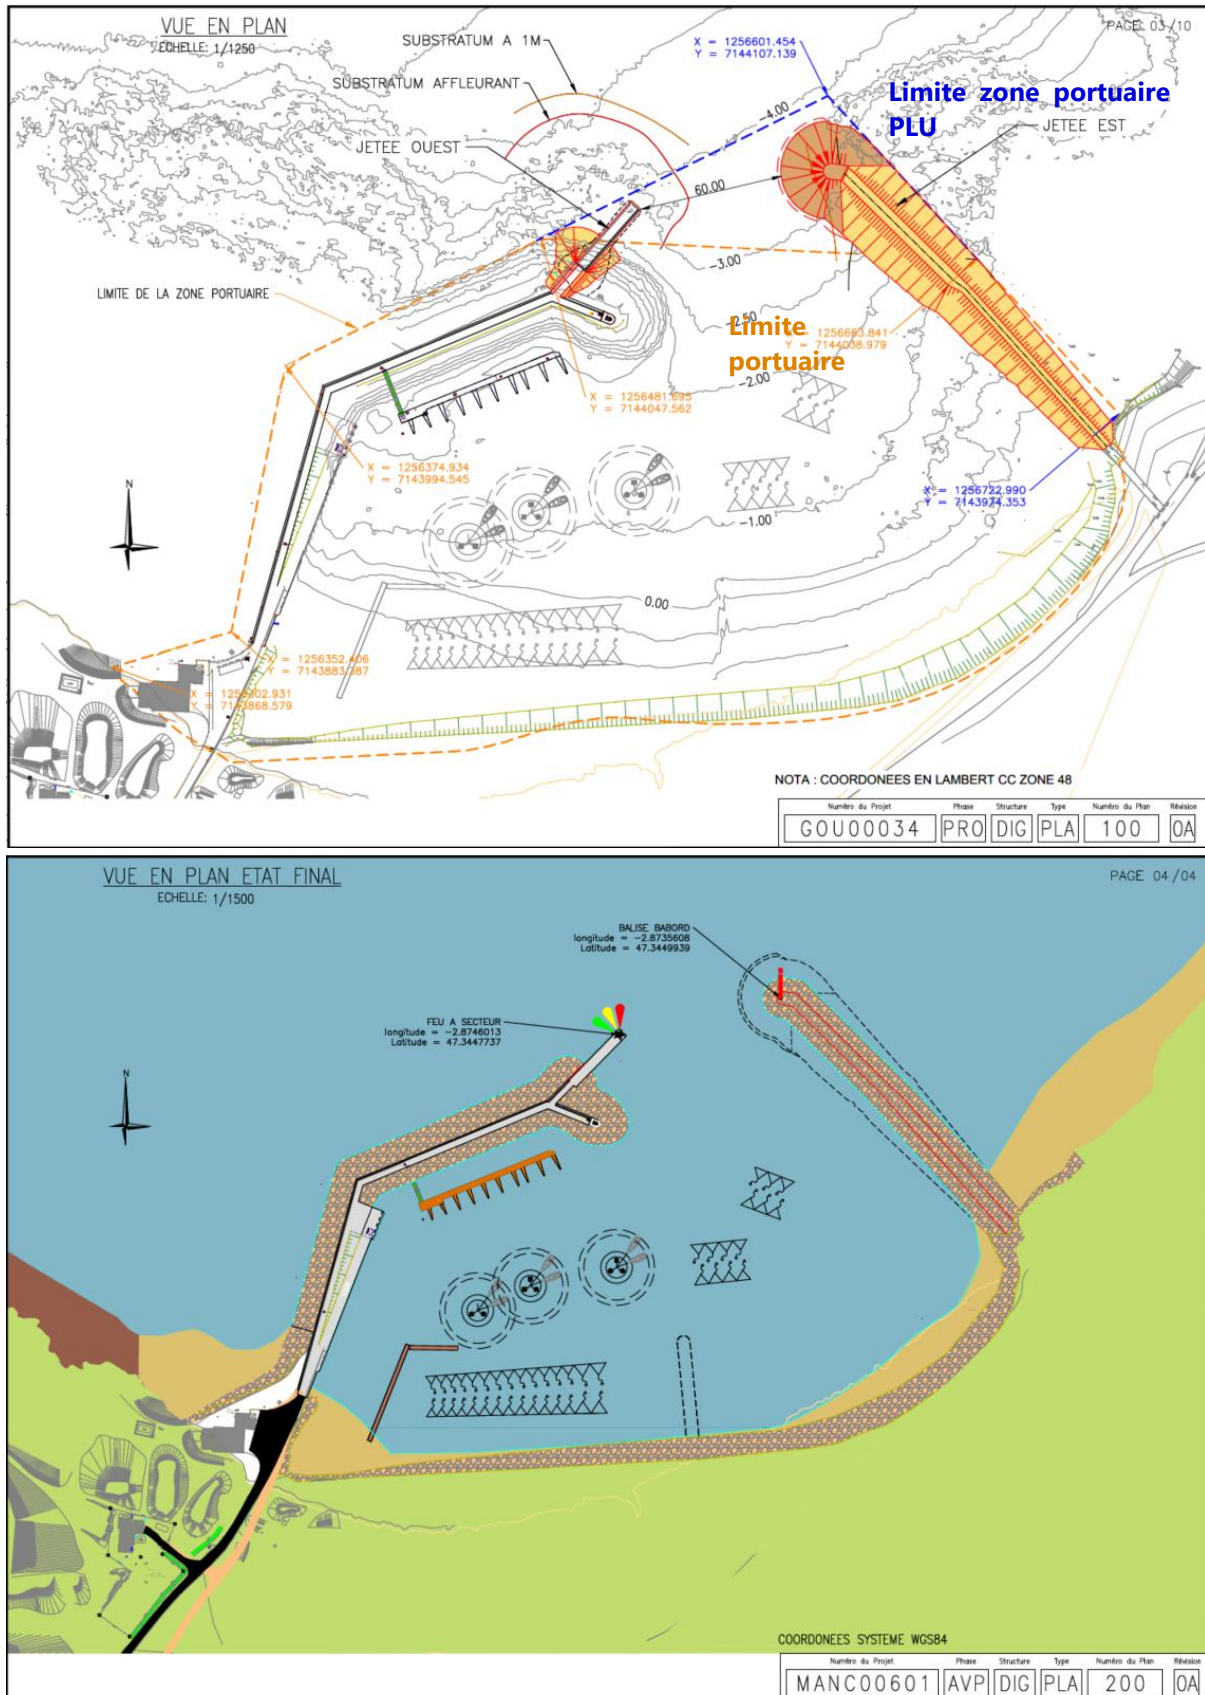 VUE EN PLAN
ECHELLE: 1/1250
PAGE: 03/10
SUBSTRATUM A 1M
SUBSTRATUM AFFLEURANT
JETEE OUEST
X = 1256601.454
Y = 7144107.139
Limite zone portuaire
PLU
JETEE EST
-4.00
60.00
-3.00
LIMITE DE LA ZONE PORTUAIRE
-2.50
Limite
portuaire
X = 1256663.841
Y = 7144038.979
-2.00
X = 1256481.695
Y = 7144047.562
X = 1256374.934
Y = 7143994.545
N
X = 1256722.990
Y = 7143924.353
-1.00
0.00
X = 1256352.406
Y = 7143883.387
Y = 7143868.579
NOTA : COORDONEES EN LAMBERT CC ZONE 48
Numéro du Projet Phase Structure Type Numéro du Plan Révision
GOU00034 PRO DIG PLA 100 0A
VUE EN PLAN ETAT FINAL
ECHELLE: 1/1500
PAGE 04/04
BALISE BABORD
longitude = -2.8735608
Latitude = 47.3449939
FEU A SECTEUR
longitude = -2.8746013
Latitude = 47.3447737
N
COORDONEES SYSTEME WGS84
Numéro du Projet Phase Structure Type Numéro du Plan Révision
MANC00601 AVP DIG PLA 200 0A